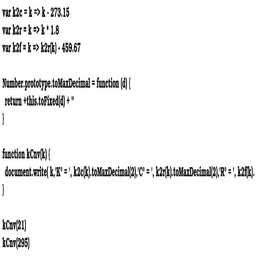 var k2c = k => k - 273.15
var k2r = k => k * 1.8
var k2f = k => k2r(k) - 459.67
Number.prototype.toMaxDecimal = function (d) {
return +this.toFixed(d) + ''
}
function kCnv(k) {
document.write( k,'K° = ', k2c(k).toMaxDecimal(2),'C° = ', k2r(k).toMaxDecimal(2),'R° = ', k2f(k).
}
kCnv(21)
kCnv(295)